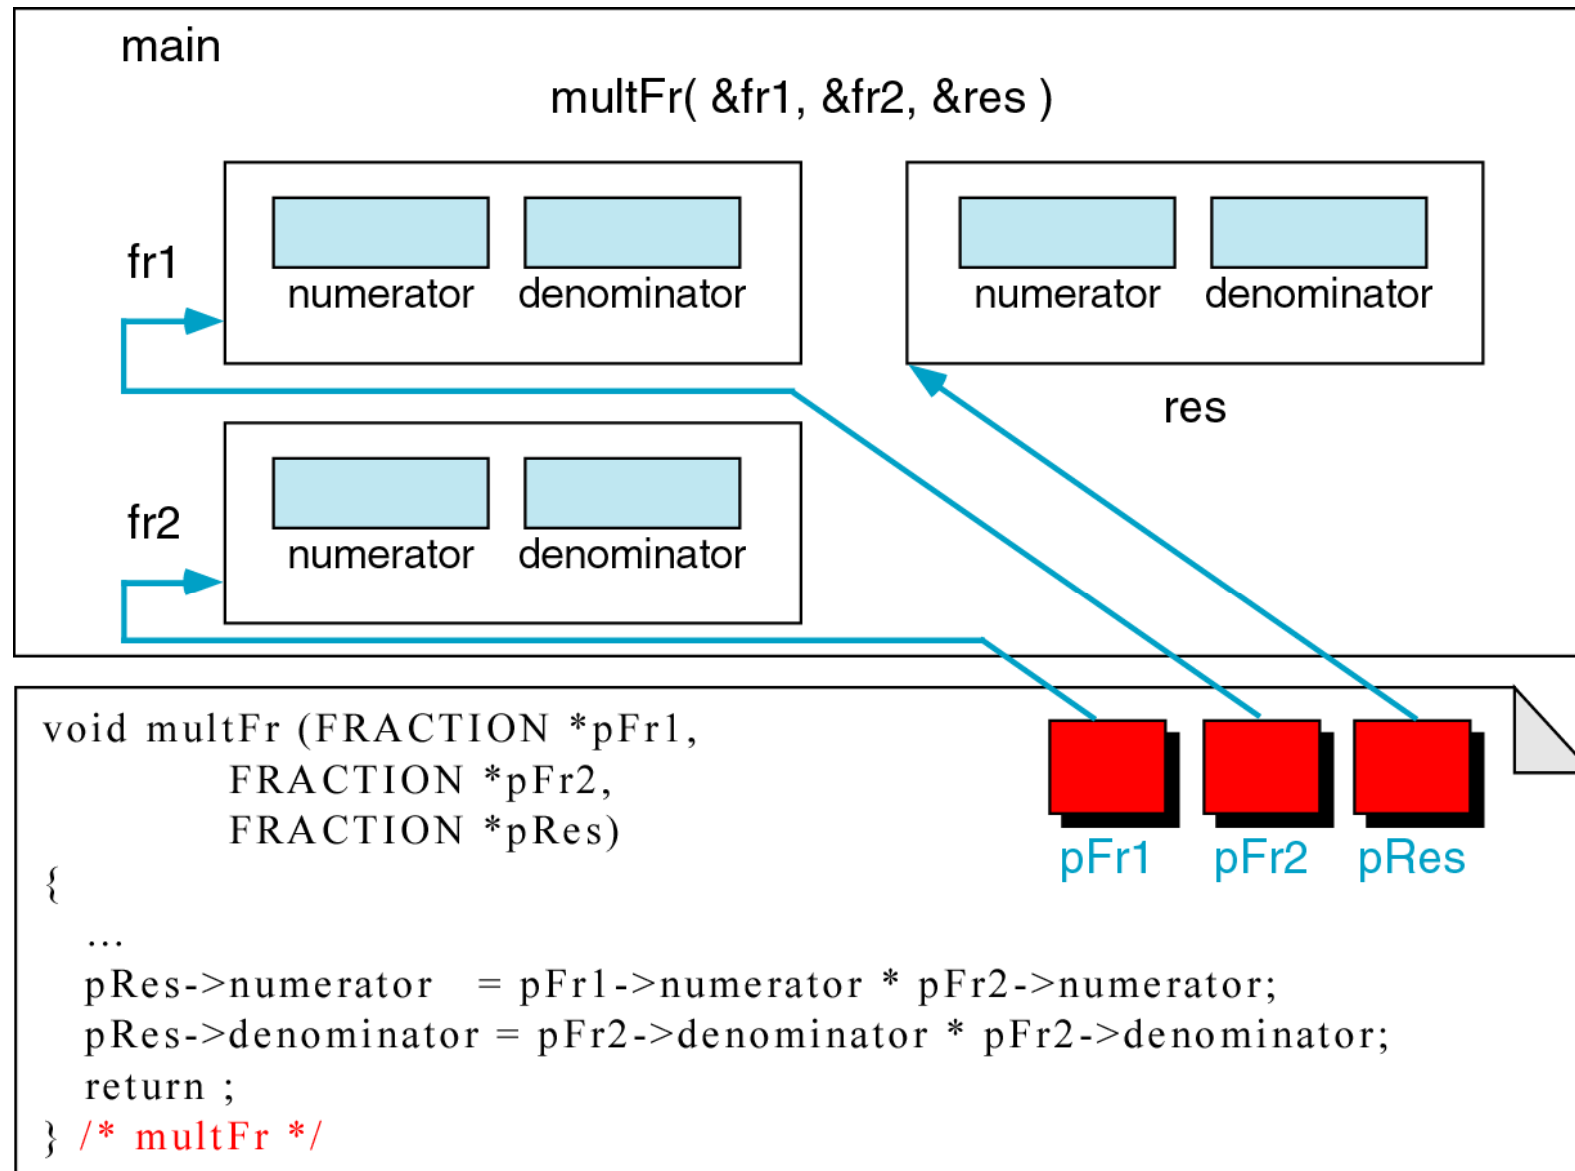 main
multFr( &fr1, &fr2, &res )
fr1
numerator denominator
numerator denominator
res
fr2
numerator denominator
void multFr (FRACTION *pFr1,
FRACTION *pFr2,
FRACTION *pRes)
pFr1 pFr2 pRes
{
...
pRes->numerator = pFr1->numerator * pFr2->numerator;
pRes->denominator = pFr2->denominator * pFr2->denominator;
return ;
} /* multFr */